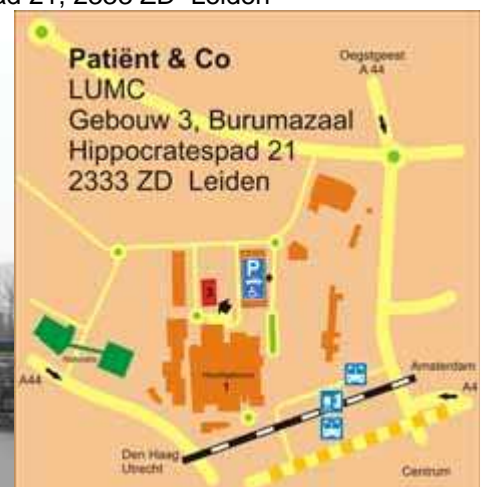 ad 21, 2333 ZD Leiden
Patiënt & Co
LUMC
Gebouw 3, Burumazaal
Hippocratespad 21
2333 ZD Leiden
Oegstgeest
A 44
P
3
1
A44
Amsterdam
A4
Den Haag
Utrecht
Centrum